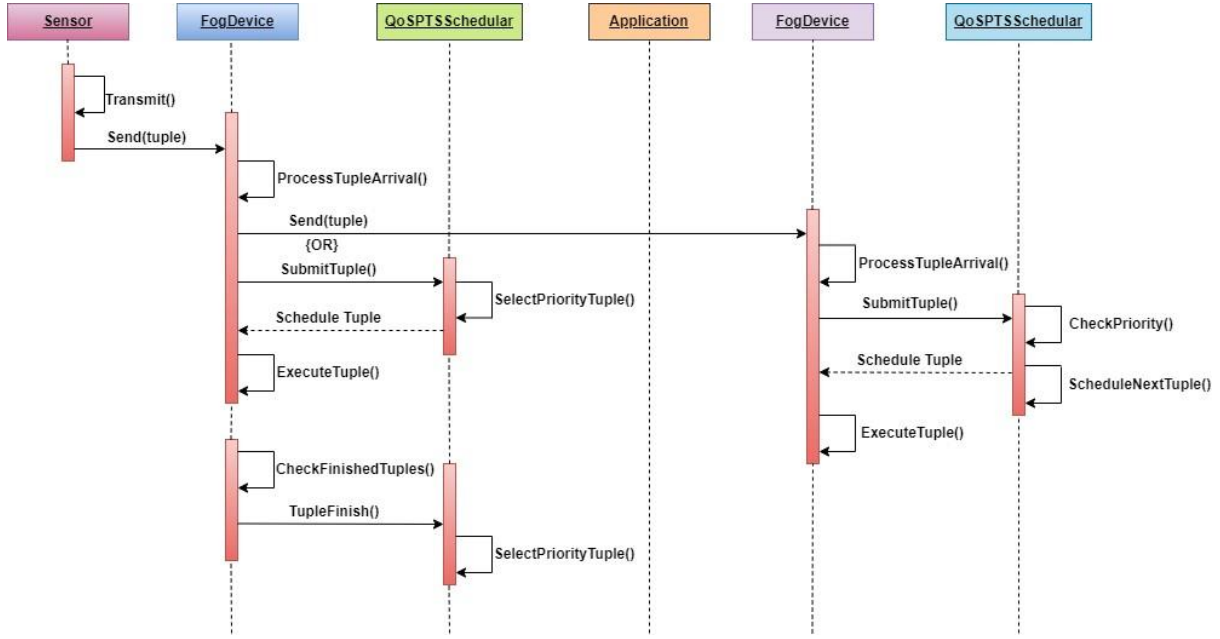 Sensor
FogDevice
QoSPTSSchedular
Application
FogDevice
QoSPTSSchedular
Transmit()
Send(tuple)
ProcessTupleArrival()
Send(tuple)
{OR}
ProcessTupleArrival()
SubmitTuple()
SelectPriorityTuple()
SubmitTuple()
CheckPriority()
Schedule Tuple
Schedule Tuple
ExecuteTuple()
ScheduleNextTuple()
ExecuteTuple()
CheckFinishedTuples()
TupleFinish()
SelectPriorityTuple()